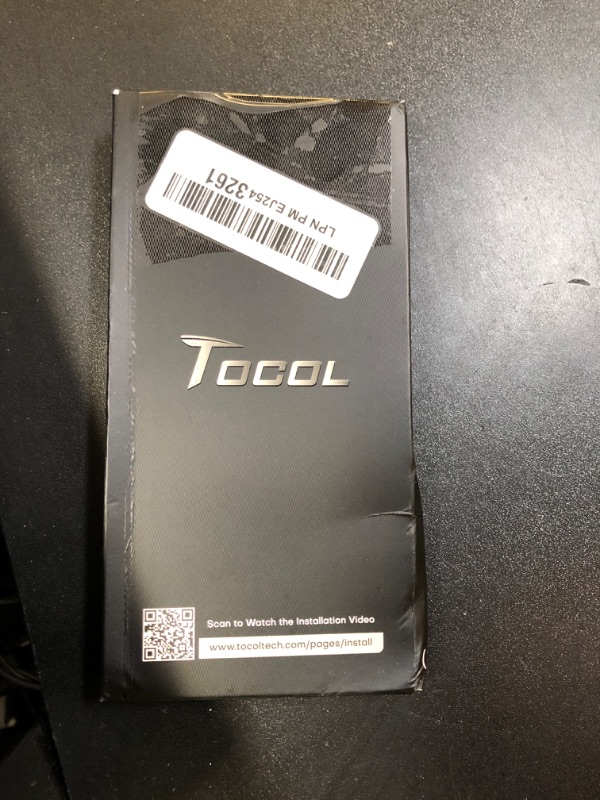 LPN PM EJ254 3261
TOCOL
Scan to Watch the Installation Video
www.tocoltech.com/pages/install